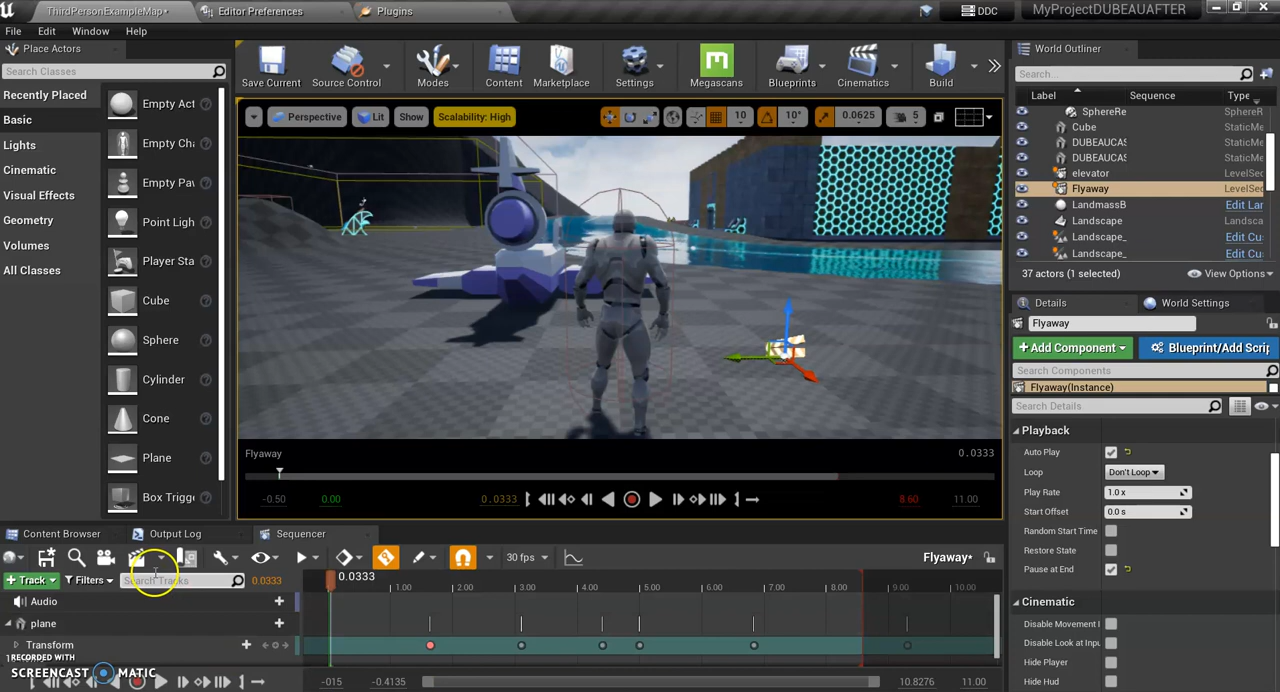 ThirdPersonExampleMap*
Editor Preferences
Plugins
DDC
MyProjectDUBEAUAFTER
File
Edit
Window
Help
Place Actors
Search Classes
Recently Placed
Basic
Lights
Cinematic
Visual Effects
Geometry
Volumes
All Classes
Empty Act
Empty Cha
Empty Pav
Point Ligh
Player Sta
Cube
Sphere
Cylinder
Cone
Plane
Box Trigge
Save Current
Source Control
Modes
Content
Marketplace
Settings
Megascans
Blueprints
Cinematics
Build
Perspective
Lit
Show
Scalability: High
10
10°
0.0625
5
Flyaway
0.0333
-0.50
0.00
0.0333
8.60
11.00
World Outliner
Search...
Label
Sequence
Type
SphereRe
SphereRe
Cube
StaticMe
DUBEAUCAS
StaticMe
DUBEAUCAS
StaticMe
elevator
LevelSec
Flyaway
LevelSec
LandmassB
Edit Lar
Landscape
Landsca
Landscape_
Edit Cu
Landscape_
Edit Cu
37 actors (1 selected)
View Options
Details
World Settings
Flyaway
Add Component
Blueprint/Add Scrip
Search Components
Flyaway(Instance)
Search Details
Playback
Auto Play
Loop
Don't Loop
Play Rate
1.0 x
Start Offset
0.0 s
Random Start Time
Restore State
Pause at End
Cinematic
Disable Movement I
Disable Look at Inpu
Hide Player
Hide Hud
Content Browser
Output Log
Sequencer
30 fps
Flyaway*
Track
Filters
Search Tracks
0.0333
0.0333
1.00
3.00
4.00
5.00
6.00
7.00
8.00
9.00
10.00
Audio
plane
Transform
RECORDED WITH
SCREENCAST MATIC
-015
-0.4135
10.8276
11.00